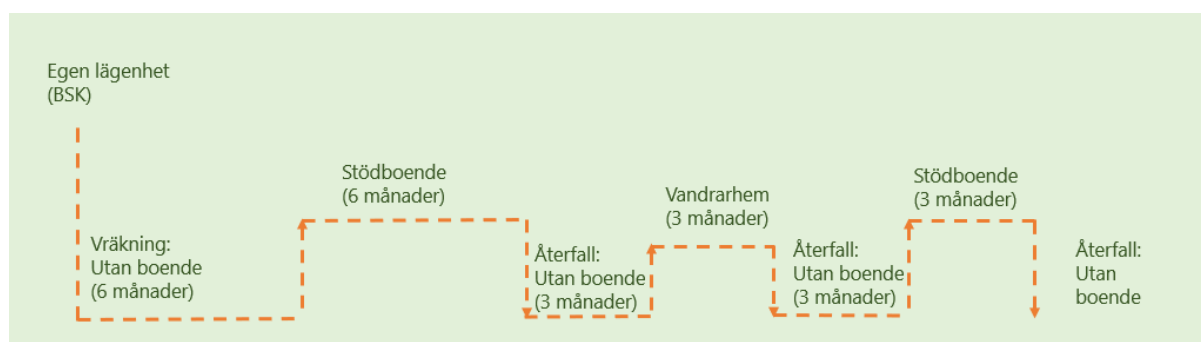 Egen lägenhet
(BSK)
Vräkning:
Utan boende
(6 månader)
Stödboende
(6 månader)
Återfall:
Utan boende
(3 månader)
Vandrarhem
(3 månader)
Återfall:
Utan boende
(3 månader)
Stödboende
(3 månader)
Återfall:
Utan
boende